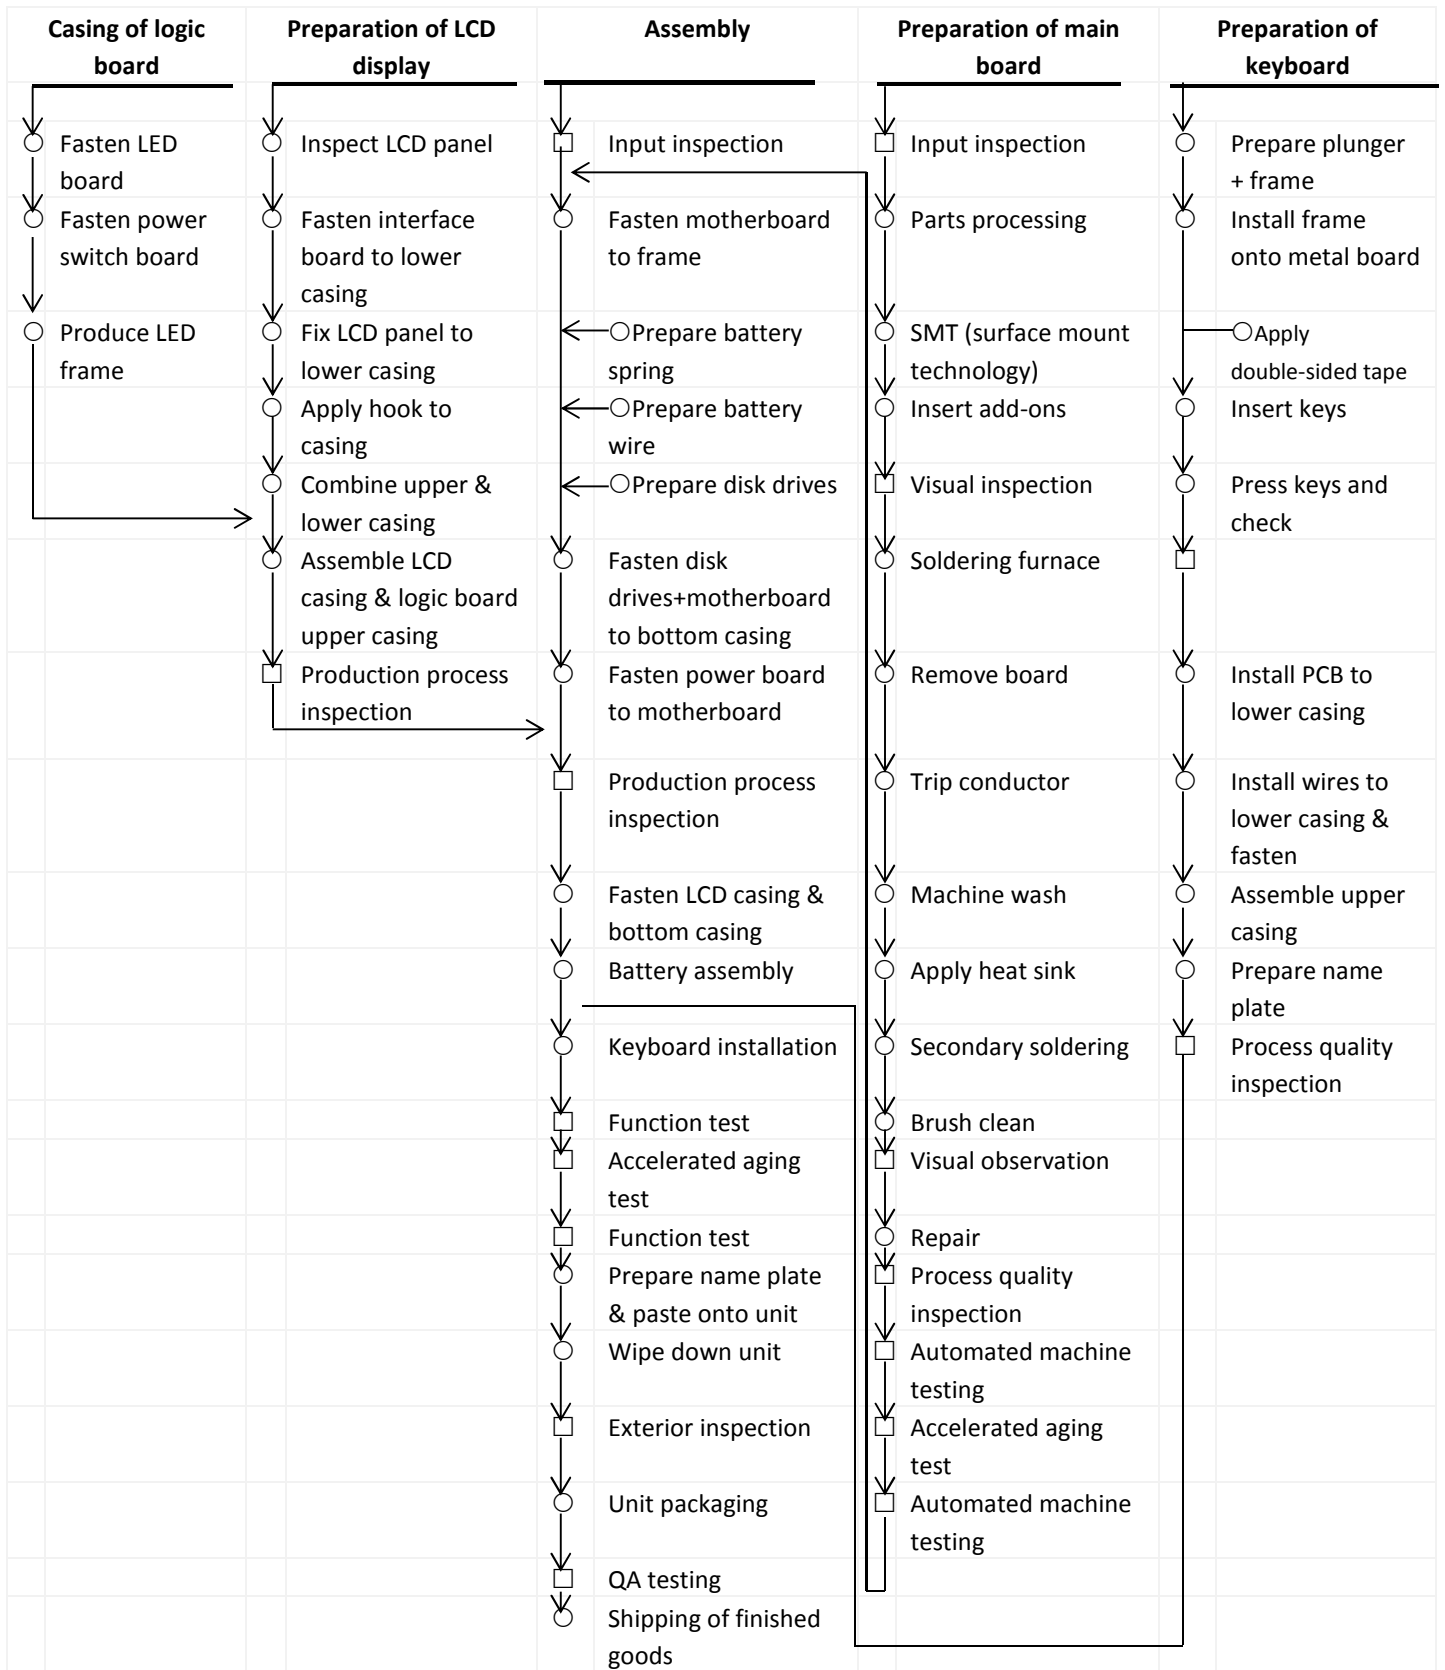 Casing of logic
board
Preparation of LCD
display
Assembly
Preparation of main
board
Preparation of
keyboard
Fasten LED
board
Fasten power
switch board
Produce LED
frame
Inspect LCD panel
Fasten interface
board to lower
casing
Fix LCD panel to
lower casing
Apply hook to
casing
Combine upper &
lower casing
Assemble LCD
casing & logic board
upper casing
Production process
inspection
Input inspection
Fasten motherboard
to frame
Prepare battery
spring
Prepare battery
wire
Prepare disk drives
Fasten disk
drives+motherboard
to bottom casing
Fasten power board
to motherboard
Production process
inspection
Fasten LCD casing &
bottom casing
Battery assembly
Keyboard installation
Function test
Accelerated aging
test
Function test
Prepare name plate
& paste onto unit
Wipe down unit
Exterior inspection
Unit packaging
QA testing
Shipping of finished
goods
Input inspection
Parts processing
SMT (surface mount
technology)
Insert add-ons
Visual inspection
Soldering furnace
Remove board
Trip conductor
Machine wash
Apply heat sink
Secondary soldering
Brush clean
Visual observation
Repair
Process quality
inspection
Automated machine
testing
Accelerated aging
test
Automated machine
testing
Prepare plunger
+ frame
Install frame
onto metal board
Apply
double-sided tape
Insert keys
Press keys and
check
Install PCB to
lower casing
Install wires to
lower casing &
fasten
Assemble upper
casing
Prepare name
plate
Process quality
inspection